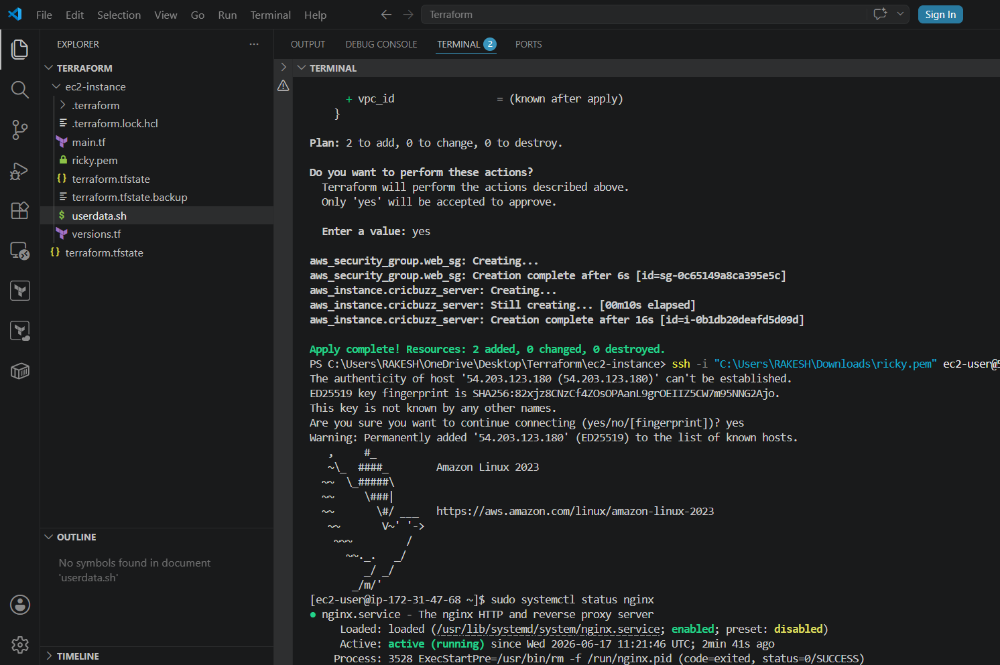 File Edit Selection View Go Run Terminal Help
Terraform
Sign In
EXPLORER
TERRAFORM
ec2-instance
.terraform
.terraform.lock.hcl
main.tf
ricky.pem
terraform.tfstate
terraform.tfstate.backup
userdata.sh
versions.tf
terraform.tfstate
OUTLINE
No symbols found in document
'userdata.sh'
TIMELINE
OUTPUT DEBUG CONSOLE TERMINAL 2 PORTS
TERMINAL
+ vpc_id = (known after apply)
}
Plan: 2 to add, 0 to change, 0 to destroy.
Do you want to perform these actions?
Terraform will perform the actions described above.
Only 'yes' will be accepted to approve.
Enter a value: yes
aws_security_group.web_sg: Creating...
aws_security_group.web_sg: Creation complete after 6s [id=sg-0c65149a8ca395e5c]
aws_instance.cricbuzz_server: Creating...
aws_instance.cricbuzz_server: Still creating... [00m10s elapsed]
aws_instance.cricbuzz_server: Creation complete after 16s [id=i-0b1db20deafd5d09d]
Apply complete! Resources: 2 added, 0 changed, 0 destroyed.
PS C:\Users\RAKESH\OneDrive\Desktop\Terraform\ec2-instance> ssh -i "C:\Users\RAKESH\Downloads\ricky.pem" ec2-user@5
The authenticity of host '54.203.123.180 (54.203.123.180)' can't be established.
ED25519 key fingerprint is SHA256:82xjz8CNzCf4ZOsOPAanL9grOEIIZ5CW7m95NNG2Ajo.
This key is not known by any other names.
Are you sure you want to continue connecting (yes/no/[fingerprint])? yes
Warning: Permanently added '54.203.123.180' (ED25519) to the list of known hosts.
,     #_
~\_  ####_        Amazon Linux 2023
~~  \_#####\
~~     \###|
~~       \#/ ___   https://aws.amazon.com/linux/amazon-linux-2023
~~       V~' '->
~~~         /
~~._.   _/
_/ _/
_/m/'
[ec2-user@ip-172-31-47-68 ~]$ sudo systemctl status nginx
● nginx.service - The nginx HTTP and reverse proxy server
Loaded: loaded (/usr/lib/systemd/system/nginx.service; enabled; preset: disabled)
Active: active (running) since Wed 2026-06-17 11:21:46 UTC; 2min 41s ago
Process: 3528 ExecStartPre=/usr/bin/rm -f /run/nginx.pid (code=exited, status=0/SUCCESS)